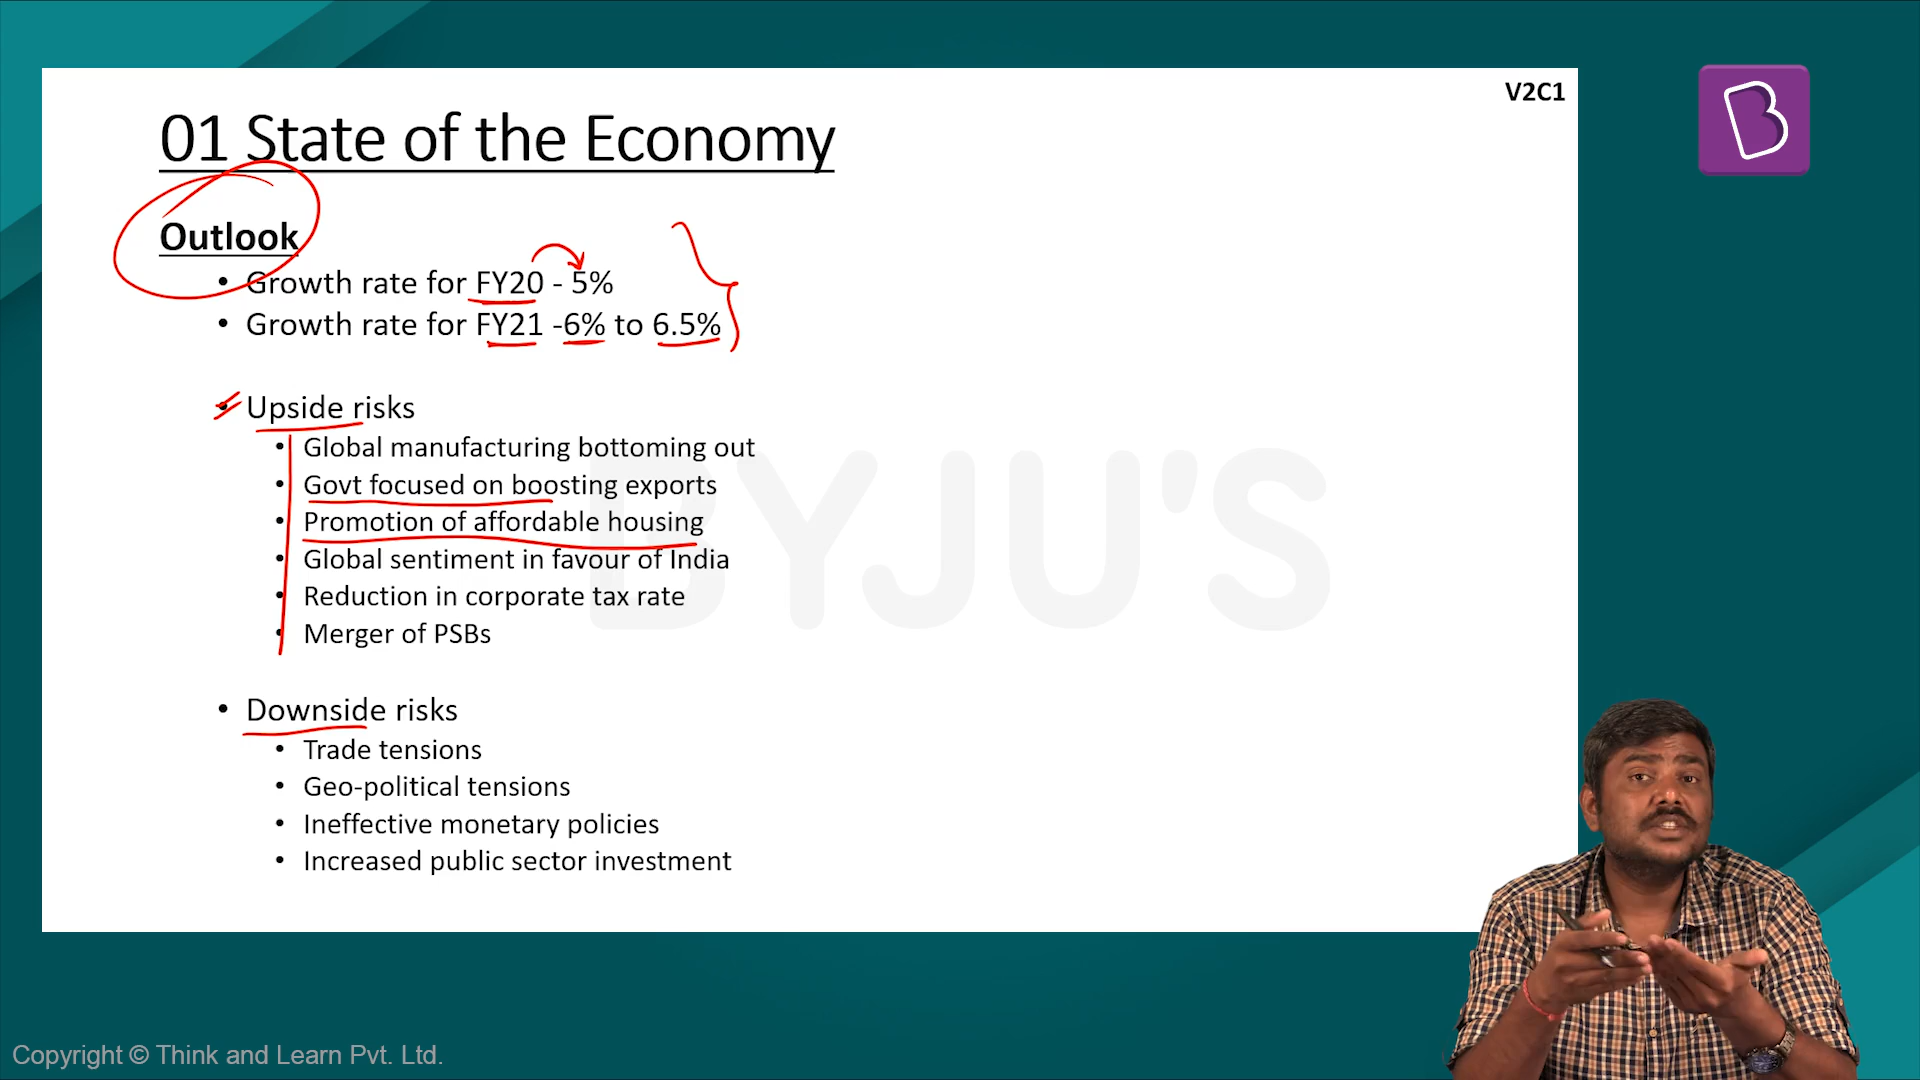 V2C1
01 State of the Economy
Outlook
• Growth rate for FY20 - 5%
• Growth rate for FY21 -6% to 6.5%
• Upside risks
• Global manufacturing bottoming out
• Govt focused on boosting exports
• Promotion of affordable housing
• Global sentiment in favour of India
• Reduction in corporate tax rate
• Merger of PSBs
• Downside risks
• Trade tensions
• Geo-political tensions
• Ineffective monetary policies
• Increased public sector investment
BYJU'S
B
Copyright © Think and Learn Pvt. Ltd.